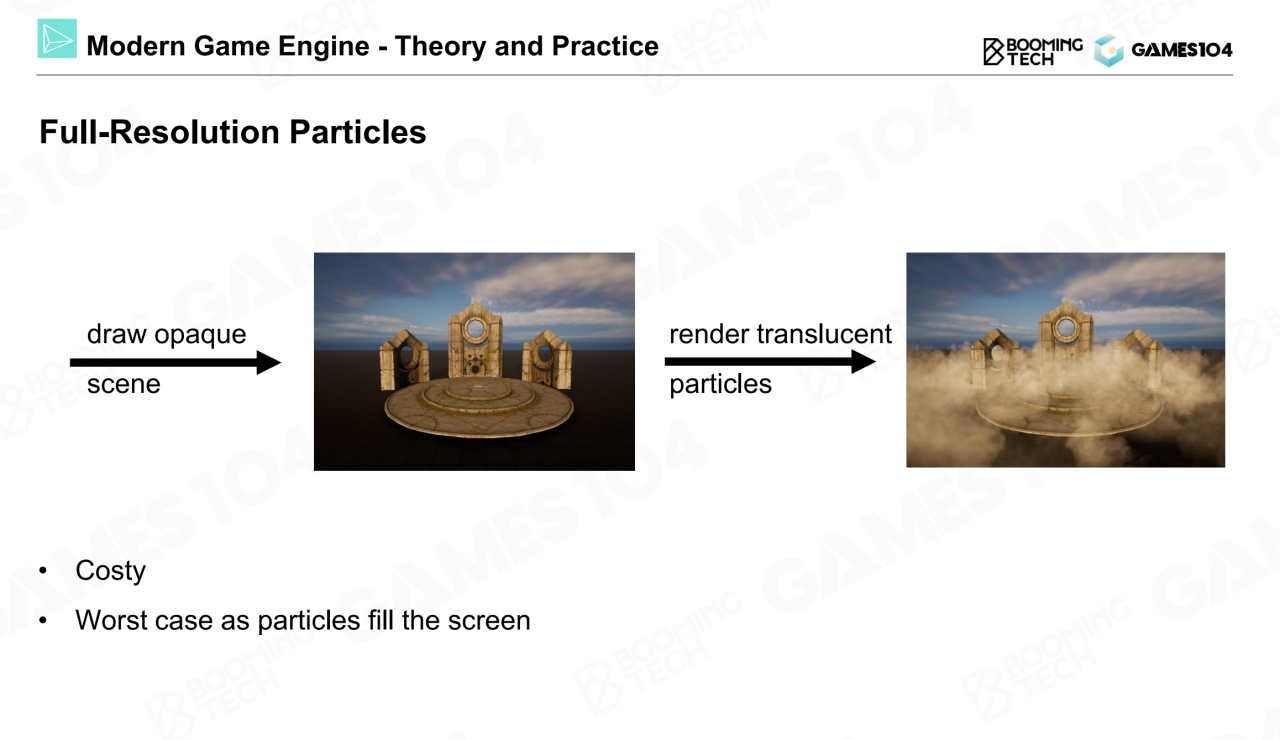 Modern Game Engine - Theory and Practice
BOOMING
TECH
GAMES104
Full-Resolution Particles
draw opaque
scene
render translucent
particles
• Costy
• Worst case as particles fill the screen